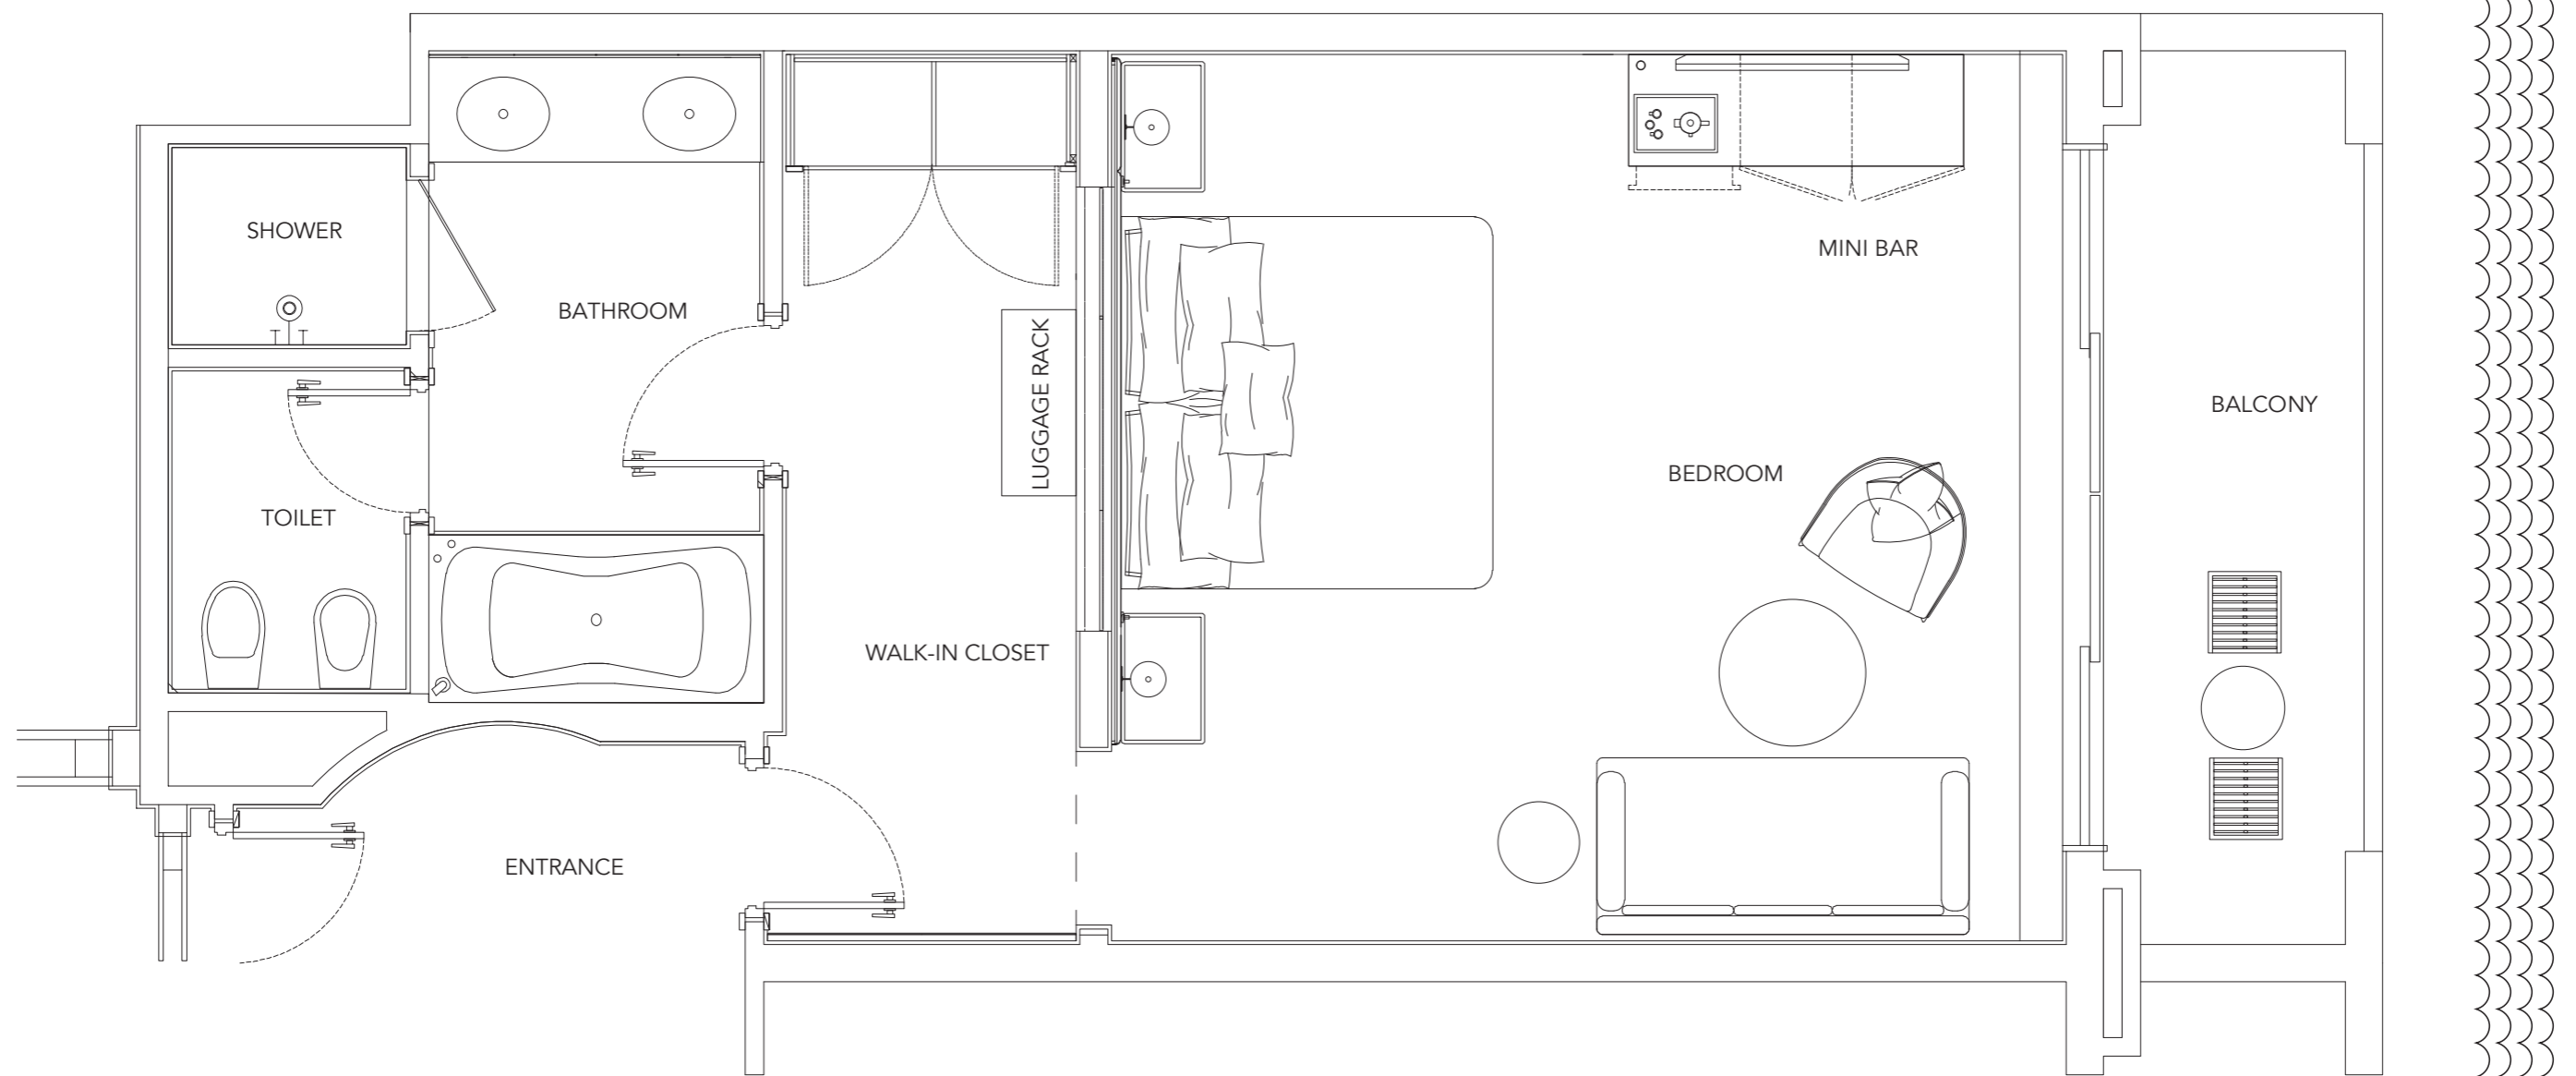 SHOWER
MINI BAR
BATHROOM
LUGGAGE RACK
BALCONY
BEDROOM
TOILET
WALK-IN CLOSET
ENTRANCE